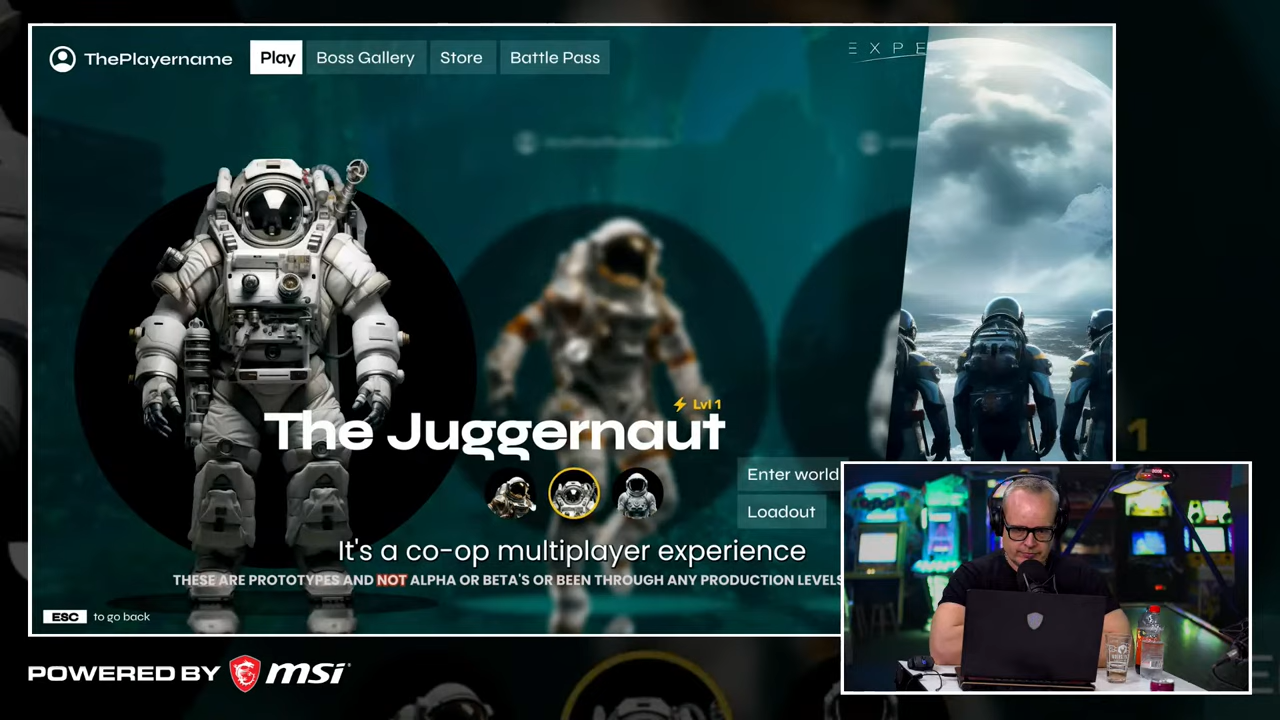 ThePlayername
Play
Boss Gallery
Store
Battle Pass
EXPE
Lvl 1
The Juggernaut
Enter world
Loadout
It's a co-op multiplayer experience
THESE ARE PROTOTYPES AND NOT ALPHA OR BETA'S OR BEEN THROUGH ANY PRODUCTION LEVELS
ESC to go back
1
POWERED BY msi